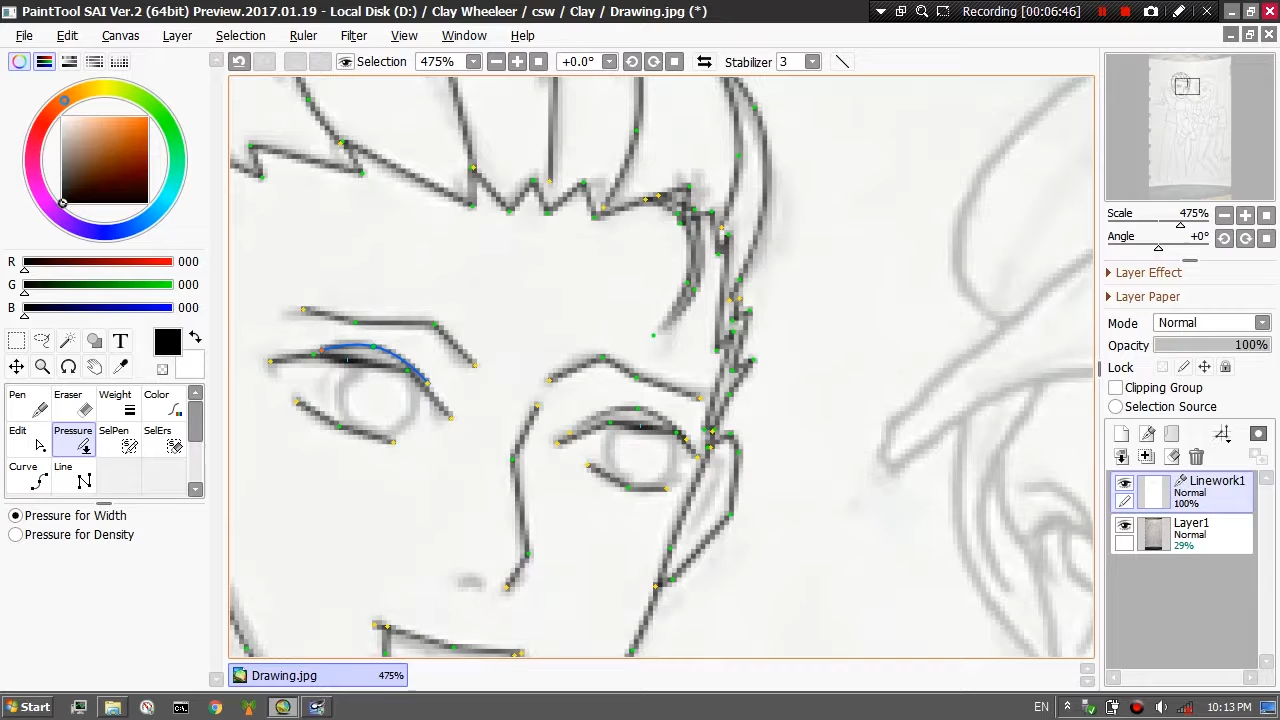 PaintTool SAI Ver.2 (64bit) Preview.2017.01.19 - Local Disk (D:) / Clay Wheeleer / csw / Clay / Drawing.jpg (*)
Recording [00:06:46]
File Edit Canvas Layer Selection Ruler Filter View Window Help
Selection 475% +0.0° Stabilizer 3
R 000
G 000
B 000
T
Pen Eraser Water Color
Edit Pressure SelPen SelErs
Curve Line
Pressure for Width
Pressure for Density
Scale 475%
Angle +0°
Layer Effect
Layer Paper
Mode Normal
Opacity 100%
Lock
Clipping Group
Selection Source
Linework1
Normal
100%
Layer1
Normal
29%
Drawing.jpg 475%
Start
EN 10:13 PM